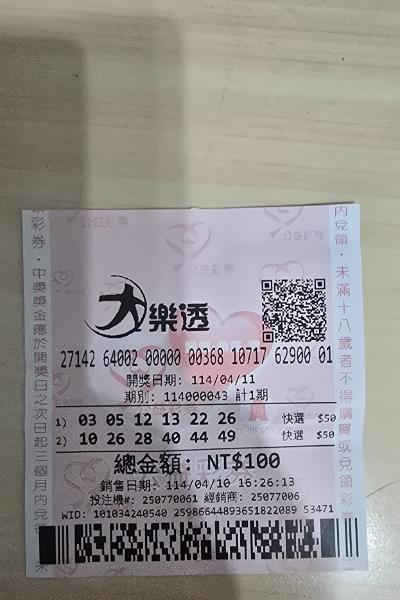 公益彩券
公益彩券
公益彩券
大樂透
27142 64002 00000 00368 10717 62900 01
開獎日期: 114/04/11
期別: 114000043 計1期
1) 03 05 12 13 22 26 快選 $50
2) 10 26 28 40 44 49 快選 $50
總金額: NT$100
銷售日期: 114/04/10 16:26:13
投注機#: 250770061 經銷商: 25077006
WID: 101034240540 25986644893651822089 53471
彩券・中獎獎金應於開獎日之次日起三個月內兌
內兌領・未滿十八歲者不得購買或兌彩券